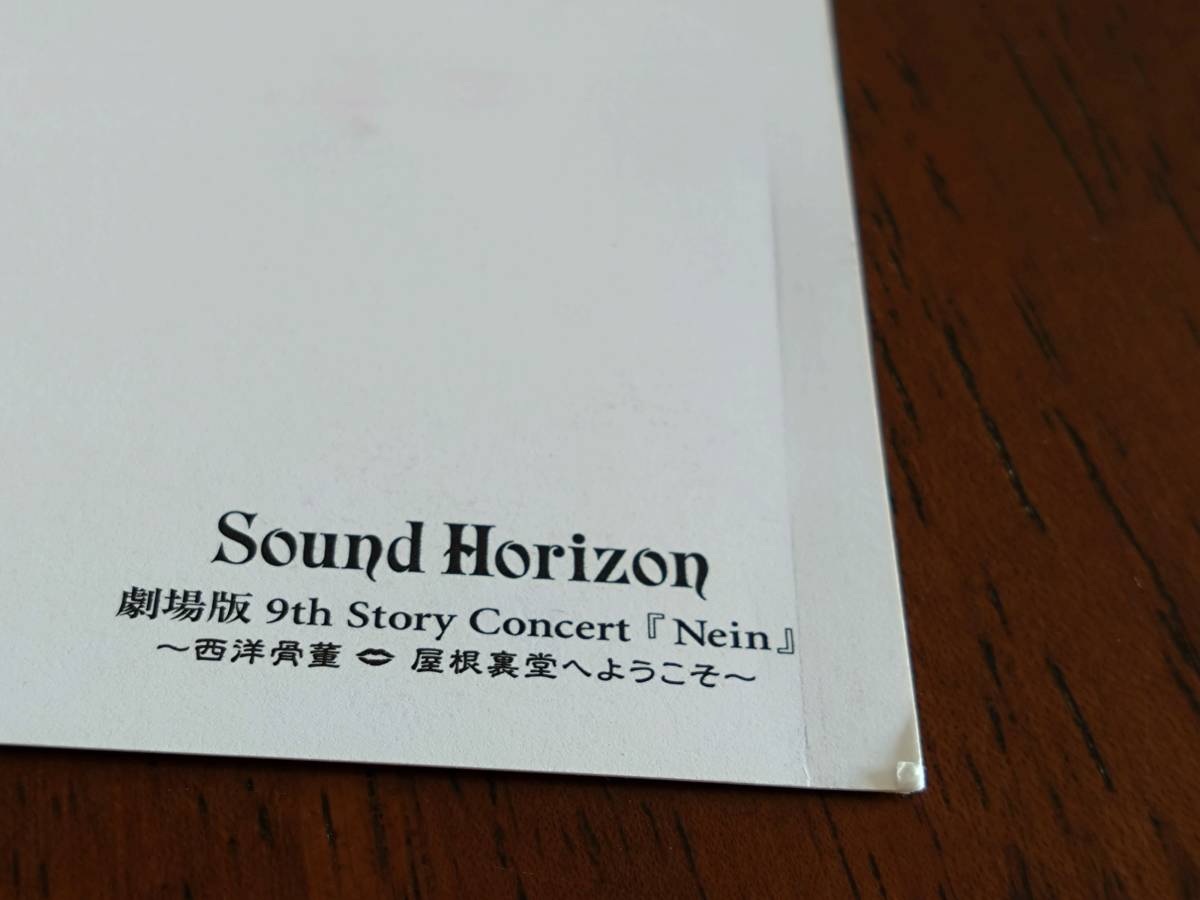 Sound Horizon
劇場版 9th Story Concert『Nein』
～西洋骨董 屋根裏堂へようこそ～